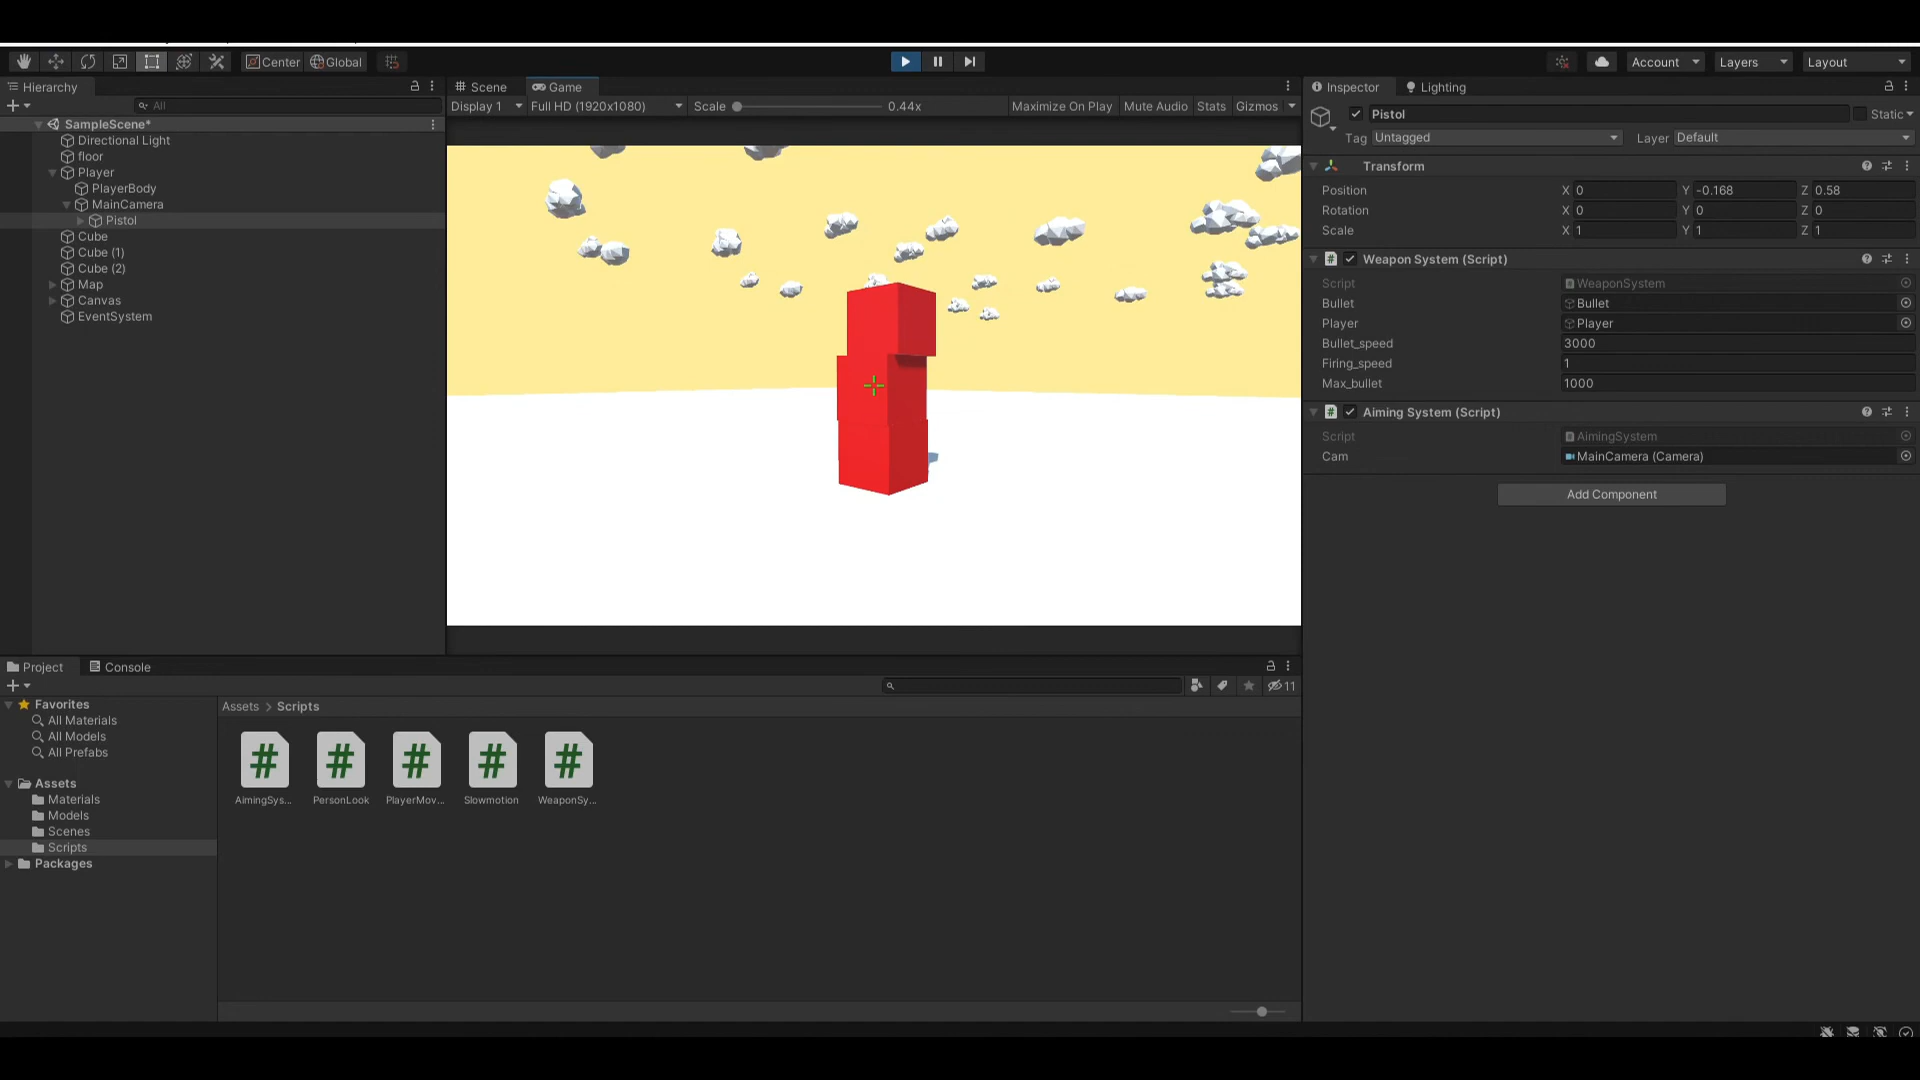 Center
Global
Account
Layers
Layout
Hierarchy
All
SampleScene*
Directional Light
floor
Player
PlayerBody
MainCamera
Pistol
Cube
Cube (1)
Cube (2)
Map
Canvas
EventSystem
Scene
Game
Display 1
Full HD (1920x1080)
Scale
0.44x
Maximize On Play
Mute Audio
Stats
Gizmos
Inspector
Lighting
Pistol
Static
Tag
Untagged
Layer
Default
Transform
Position
X 0
Y -0.168
Z 0.58
Rotation
X 0
Y 0
Z 0
Scale
X 1
Y 1
Z 1
Weapon System (Script)
Script
WeaponSystem
Bullet
Bullet
Player
Player
Bullet_speed
3000
Firing_speed
1
Max_bullet
1000
Aiming System (Script)
Script
AimingSystem
Cam
MainCamera (Camera)
Add Component
Project
Console
11
Favorites
All Materials
All Models
All Prefabs
Assets
Materials
Models
Scenes
Scripts
Packages
Assets > Scripts
AimingSys...
PersonLook
PlayerMov...
Slowmotion
WeaponSy...